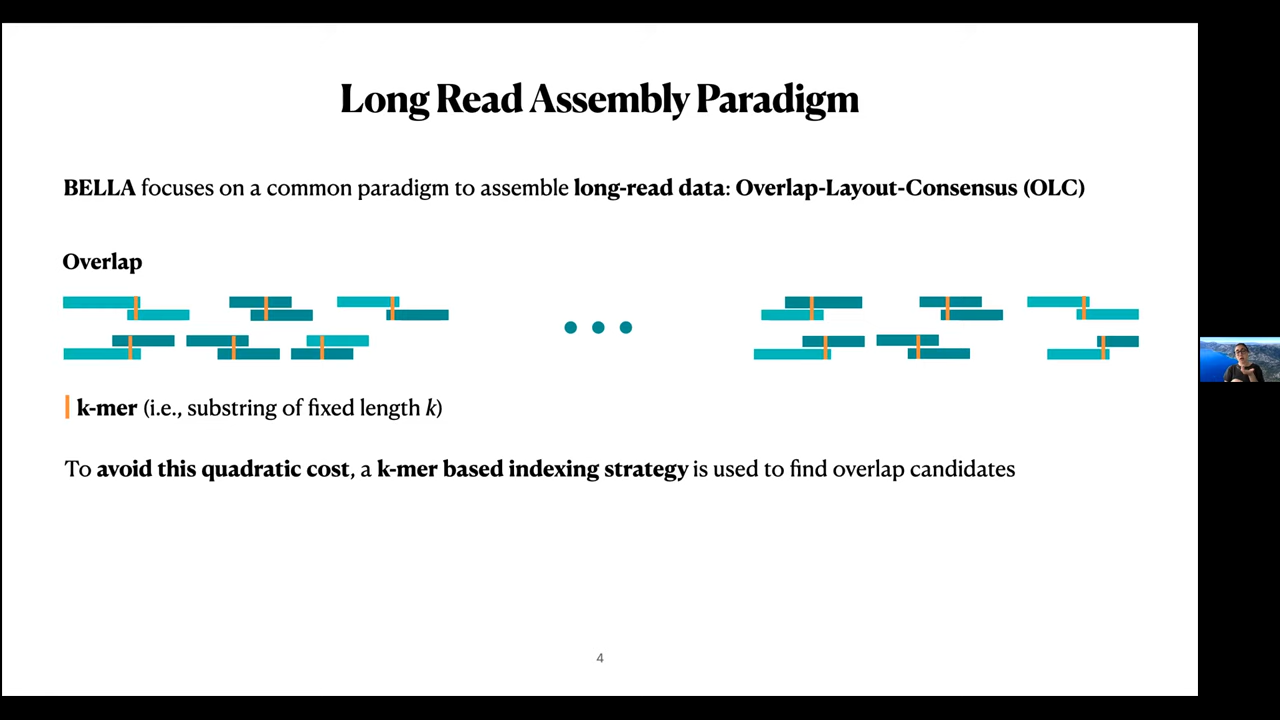 Long Read Assembly Paradigm
BELLA focuses on a common paradigm to assemble long-read data: Overlap-Layout-Consensus (OLC)
Overlap
k-mer (i.e., substring of fixed length k)
To avoid this quadratic cost, a k-mer based indexing strategy is used to find overlap candidates
4